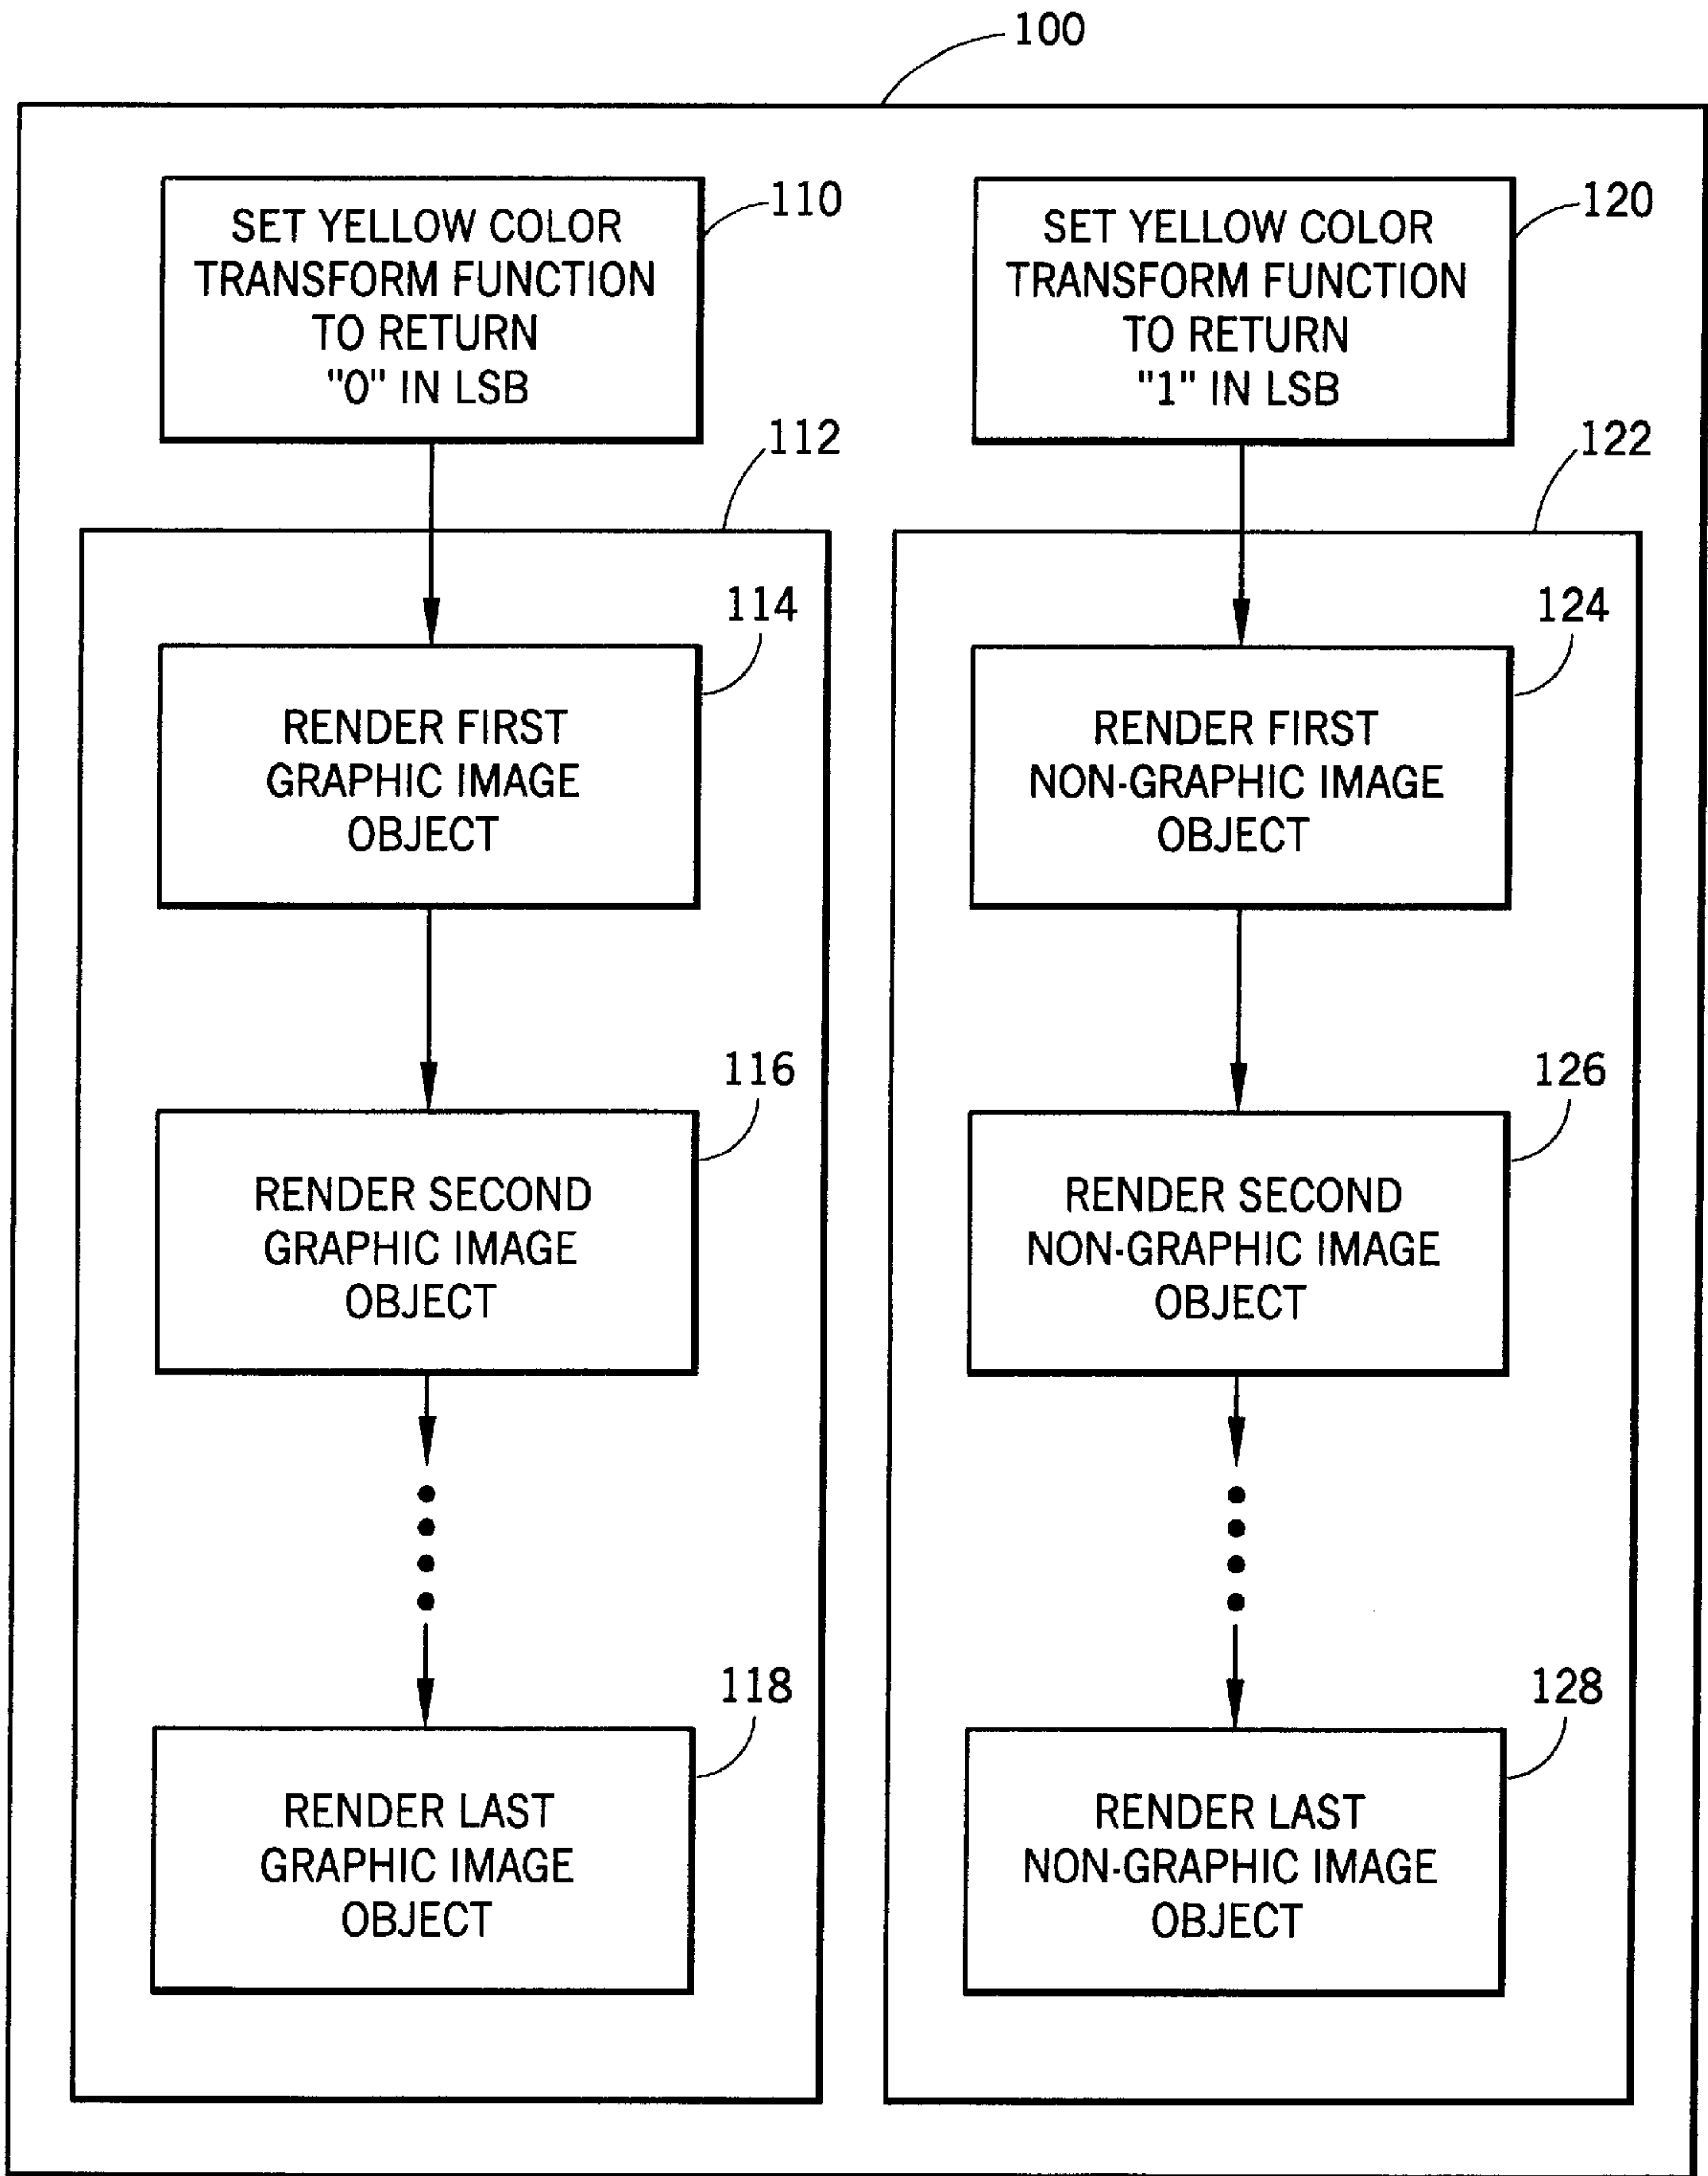 100
110
SET YELLOW COLOR
TRANSFORM FUNCTION
TO RETURN
"0" IN LSB
120
SET YELLOW COLOR
TRANSFORM FUNCTION
TO RETURN
"1" IN LSB
112
122
114
RENDER FIRST
GRAPHIC IMAGE
OBJECT
124
RENDER FIRST
NON-GRAPHIC IMAGE
OBJECT
116
RENDER SECOND
GRAPHIC IMAGE
OBJECT
126
RENDER SECOND
NON-GRAPHIC IMAGE
OBJECT
118
RENDER LAST
GRAPHIC IMAGE
OBJECT
128
RENDER LAST
NON-GRAPHIC IMAGE
OBJECT